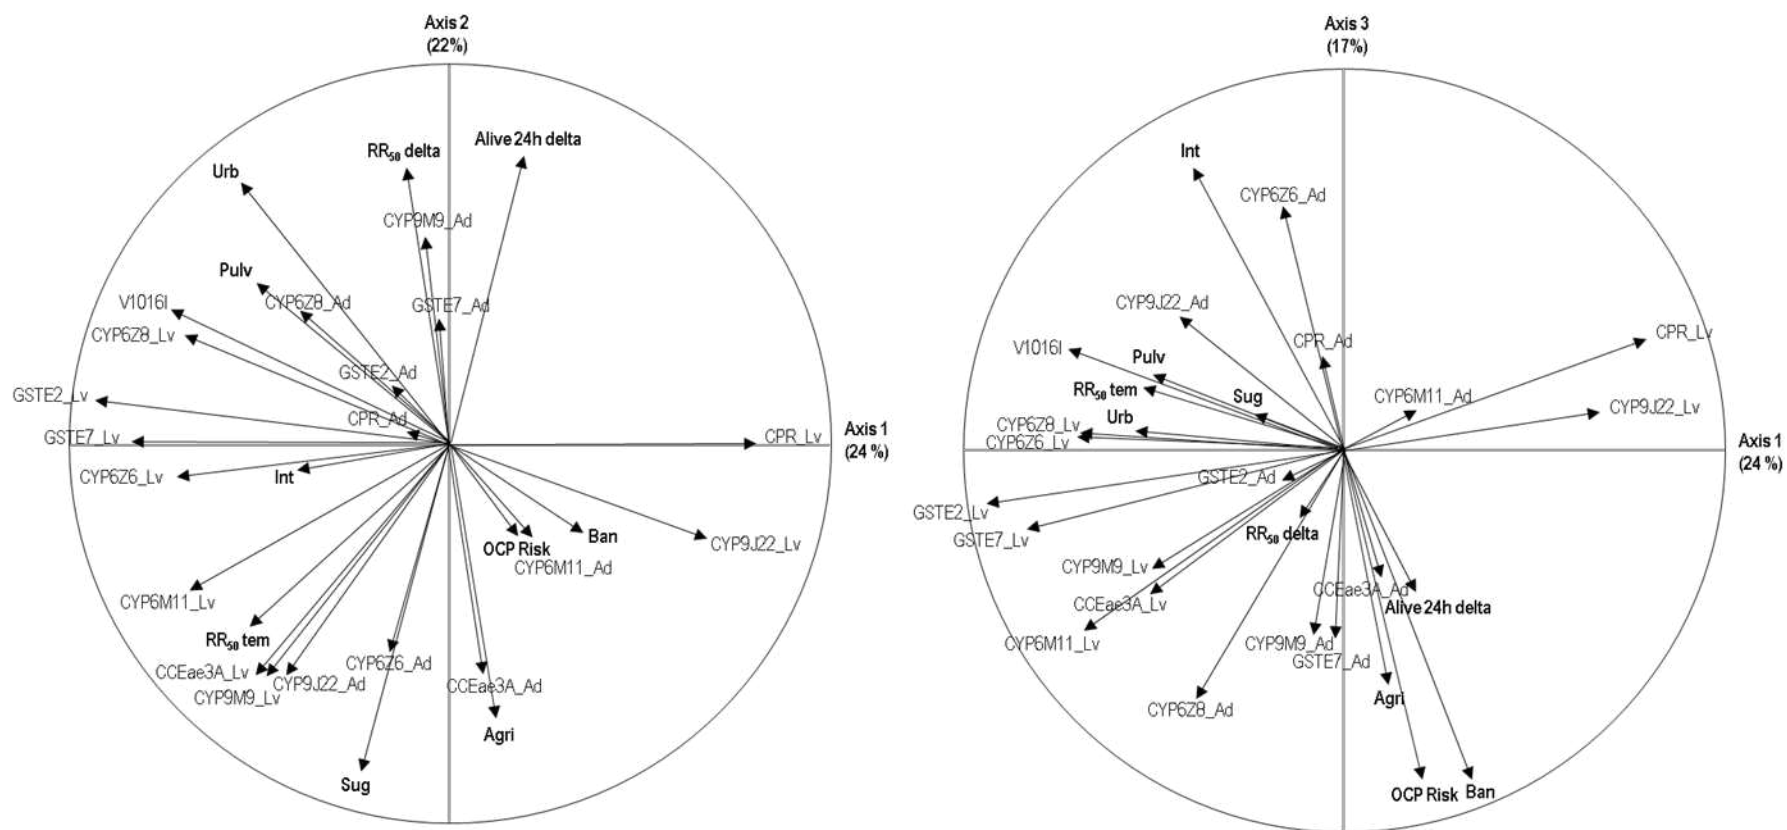 Axis 2
(22%)
Alive 24h delta
RR50 delta
Urb
CYP9M9_Ad
Pulv
V1016I
CYP6Z8_Ad
GSTE7_Ad
CYP6Z8_Lv
GSTE2_Ad
GSTE2_Lv
CPR_Ad
GSTE7_Lv
CPR_Lv
Axis 1
(24 %)
CYP6Z6_Lv
Int
Ban
OCP Risk
CYP9J22_Lv
CYP6M11_Ad
CYP6M11_Lv
RR50 tem
CYP6Z6_Ad
CCEae3A_Lv
CYP9J22_Ad
CCEae3A_Ad
CYP9M9_Lv
Agri
Sug
Axis 3
(17%)
Int
CYP6Z6_Ad
CYP9J22_Ad
CPR_Ad
CPR_Lv
V1016I
Pulv
RR50 tem
Sug
CYP6M11_Ad
CYP9J22_Lv
Urb
CYP6Z8_Lv
CYP6Z6_Lv
Axis 1
(24 %)
GSTE2_Ad
GSTE2_Lv
GSTE7_Lv
RR50 delta
CYP9M9_Lv
CCEae3A_Ad
CCEae3A_Lv
Alive 24h delta
CYP6M11_Lv
CYP9M9_Ad
GSTE7_Ad
Agri
CYP6Z8_Ad
OCP Risk
Ban